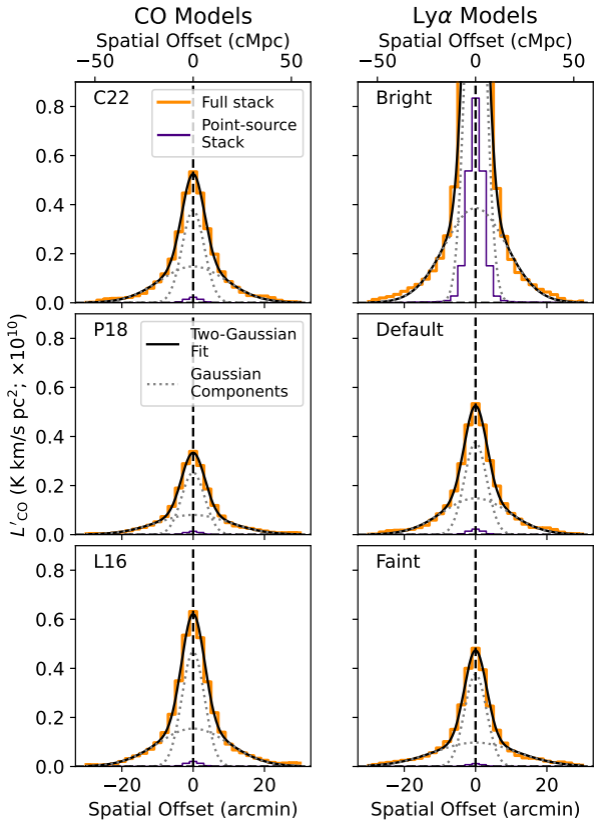 CO Models
Lyα Models
Spatial Offset (cMpc)
Spatial Offset (cMpc)
−50 0 50
−50 0 50
C22
Full stack
Point-source
Stack
Bright
0.8
0.6
0.4
0.2
0.0
P18
Two-Gaussian
Fit
Gaussian
Components
Default
0.8
0.6
0.4
0.2
0.0
L′CO (K km/s pc²; ×10¹⁰)
L16
Faint
0.8
0.6
0.4
0.2
0.0
−20 0 20
−20 0 20
Spatial Offset (arcmin)
Spatial Offset (arcmin)